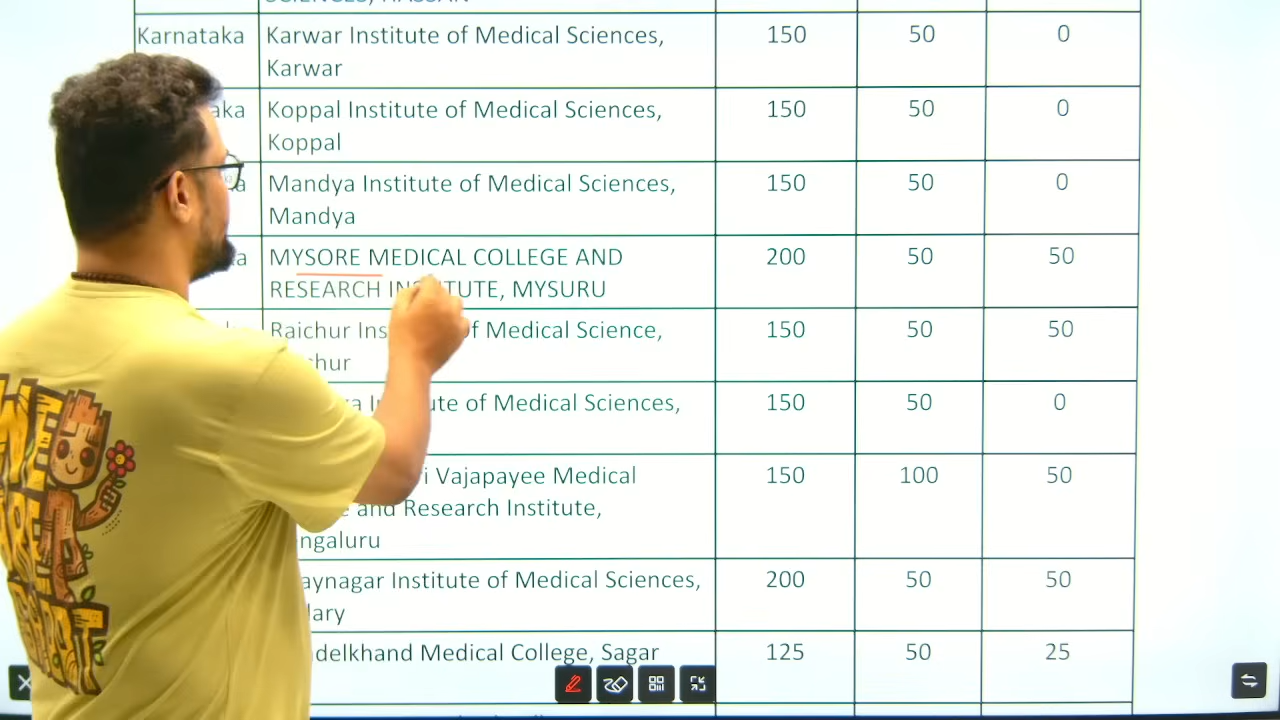 SCIENCES, HASSAN
Karnataka Karwar Institute of Medical Sciences, 150 50 0
Karwar
aka Koppal Institute of Medical Sciences, 150 50 0
Koppal
a Mandya Institute of Medical Sciences, 150 50 0
Mandya
a MYSORE MEDICAL COLLEGE AND 200 50 50
RESEARCH INSTITUTE, MYSURU
Raichur Ins of Medical Science, 150 50 50
hur
a I ute of Medical Sciences, 150 50 0
i Vajapayee Medical 150 100 50
and Research Institute,
ngaluru
aynagar Institute of Medical Sciences, 200 50 50
lary
delkhand Medical College, Sagar 125 50 25